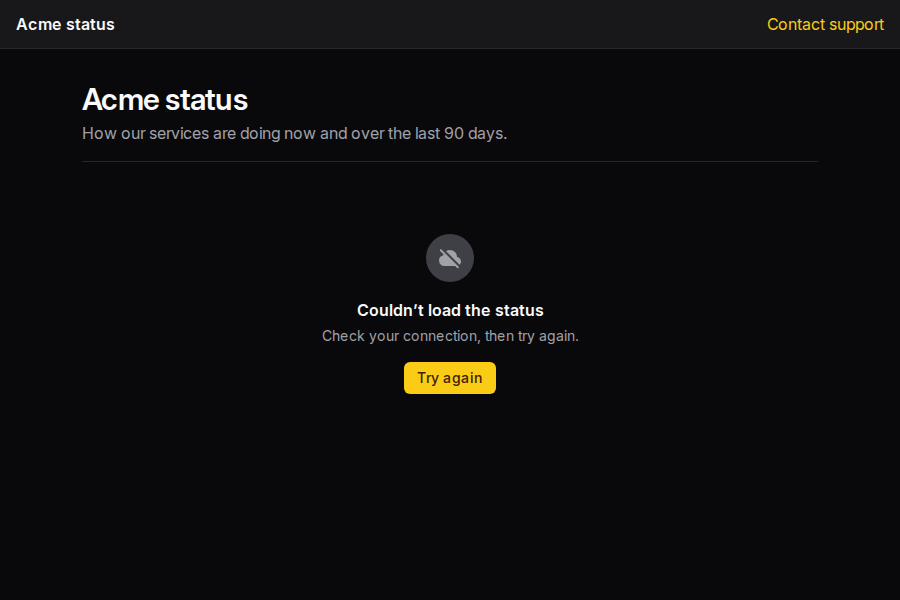 Acme status
Contact support
Acme status
How our services are doing now and over the last 90 days.
Couldn’t load the status
Check your connection, then try again.
Try again